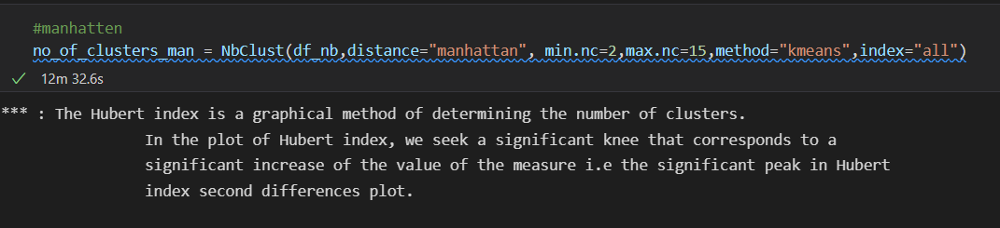 #manhatten
no_of_clusters_man = NbClust(df_nb,distance="manhattan", min.nc=2,max.nc=15,method="kmeans",index="all")
✓ 12m 32.6s
*** : The Hubert index is a graphical method of determining the number of clusters.
In the plot of Hubert index, we seek a significant knee that corresponds to a
significant increase of the value of the measure i.e the significant peak in Hubert
index second differences plot.